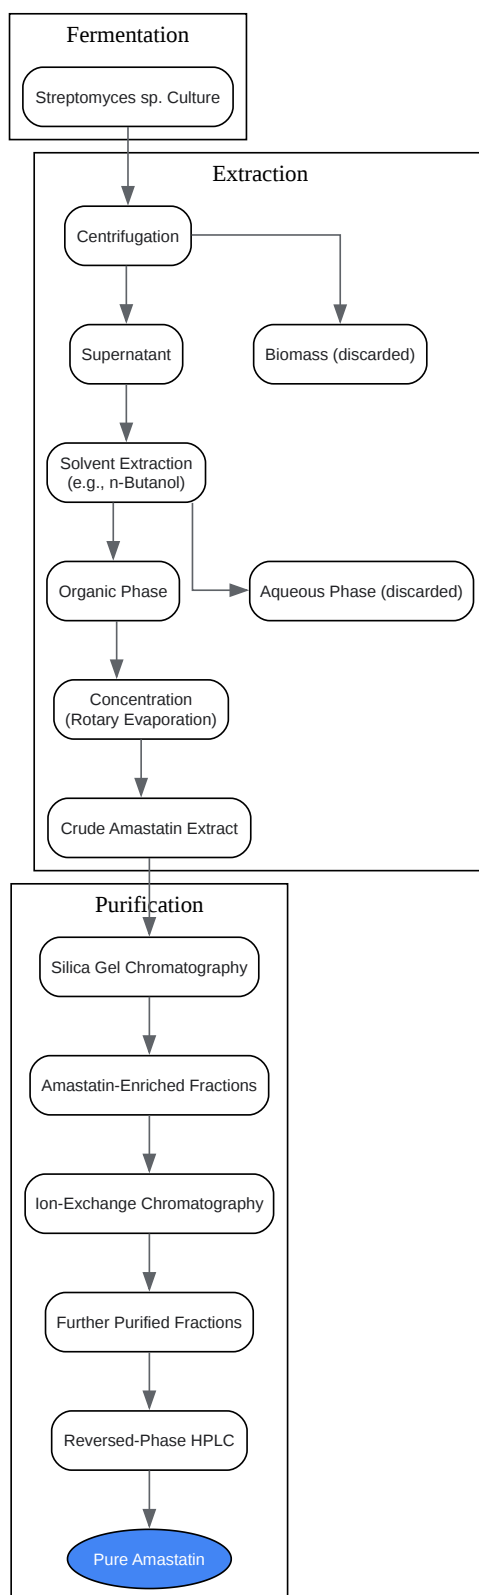 Fermentation
Streptomyces sp. Culture
Extraction
Centrifugation
Supernatant
Biomass (discarded)
Solvent Extraction
(e.g., n-Butanol)
Organic Phase
Aqueous Phase (discarded)
Concentration
(Rotary Evaporation)
Crude Amastatin Extract
Purification
Silica Gel Chromatography
Amastatin-Enriched Fractions
Ion-Exchange Chromatography
Further Purified Fractions
Reversed-Phase HPLC
Pure Amastatin